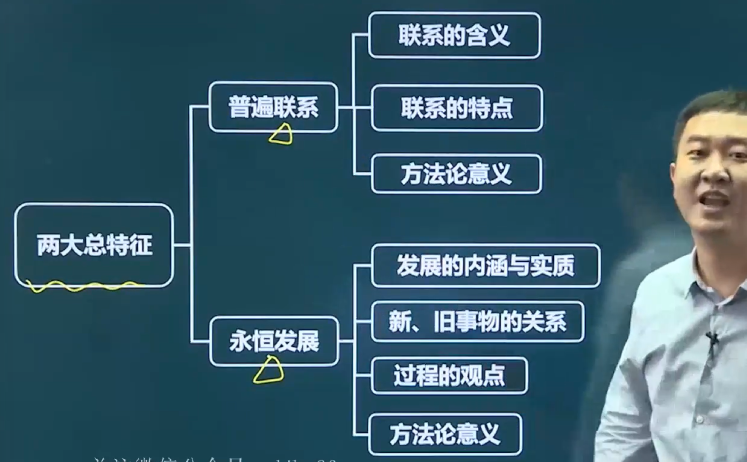 联系的含义
普遍联系
联系的特点
方法论意义
两大总特征
发展的内涵与实质
新、旧事物的关系
永恒发展
过程的观点
方法论意义